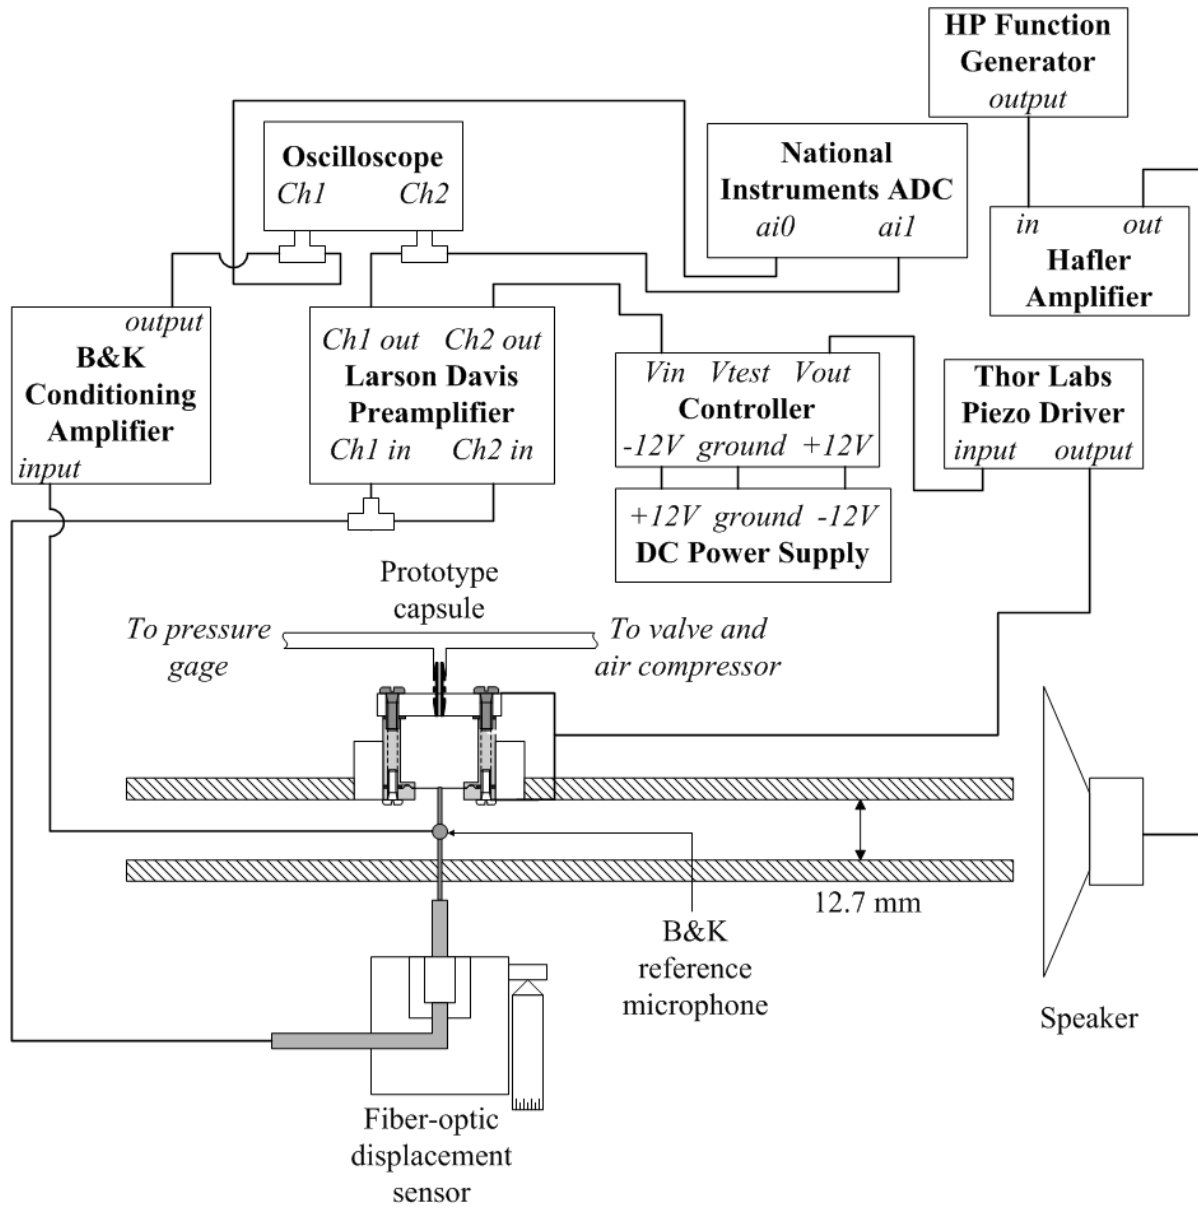 HP Function
Generator
output
Oscilloscope
Ch1 Ch2
National
Instruments ADC
ai0 ai1
in out
Hafler
Amplifier
output
B&K
Conditioning
Amplifier
input
Ch1 out Ch2 out
Larson Davis
Preamplifier
Ch1 in Ch2 in
Vin Vtest Vout
Controller
-12V ground +12V
+12V ground -12V
DC Power Supply
Thor Labs
Piezo Driver
input output
Prototype
capsule
To pressure
gage
To valve and
air compressor
12.7 mm
B&K
reference
microphone
Speaker
Fiber-optic
displacement
sensor